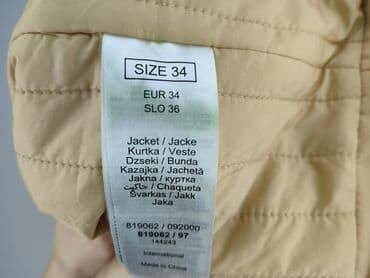 SIZE 34
EUR 34
SLO 36
Jacket / Jacke
Kurtka / Veste
Dzseki / Bunda
Kazajka / Jachetă
Jakna / куртка
جاكيت / Chaqueta
Švarkas / Jakk
Jaka
819062 / 092000
819062 / 97
144243
International
Made in China